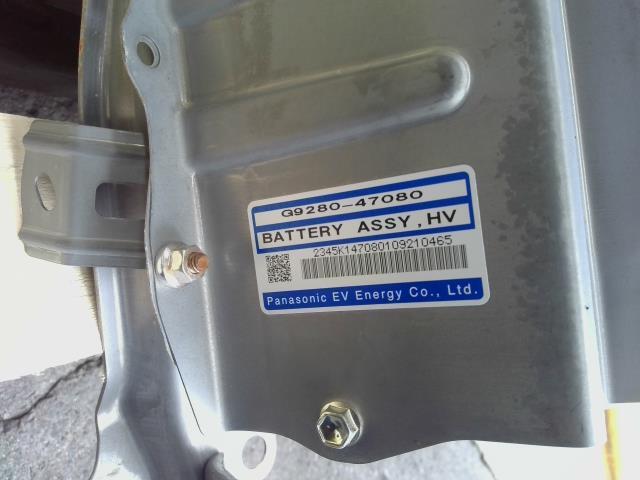 G9280-47080
BATTERY ASSY,HV
2345K147080109210465
Panasonic EV Energy Co., Ltd.